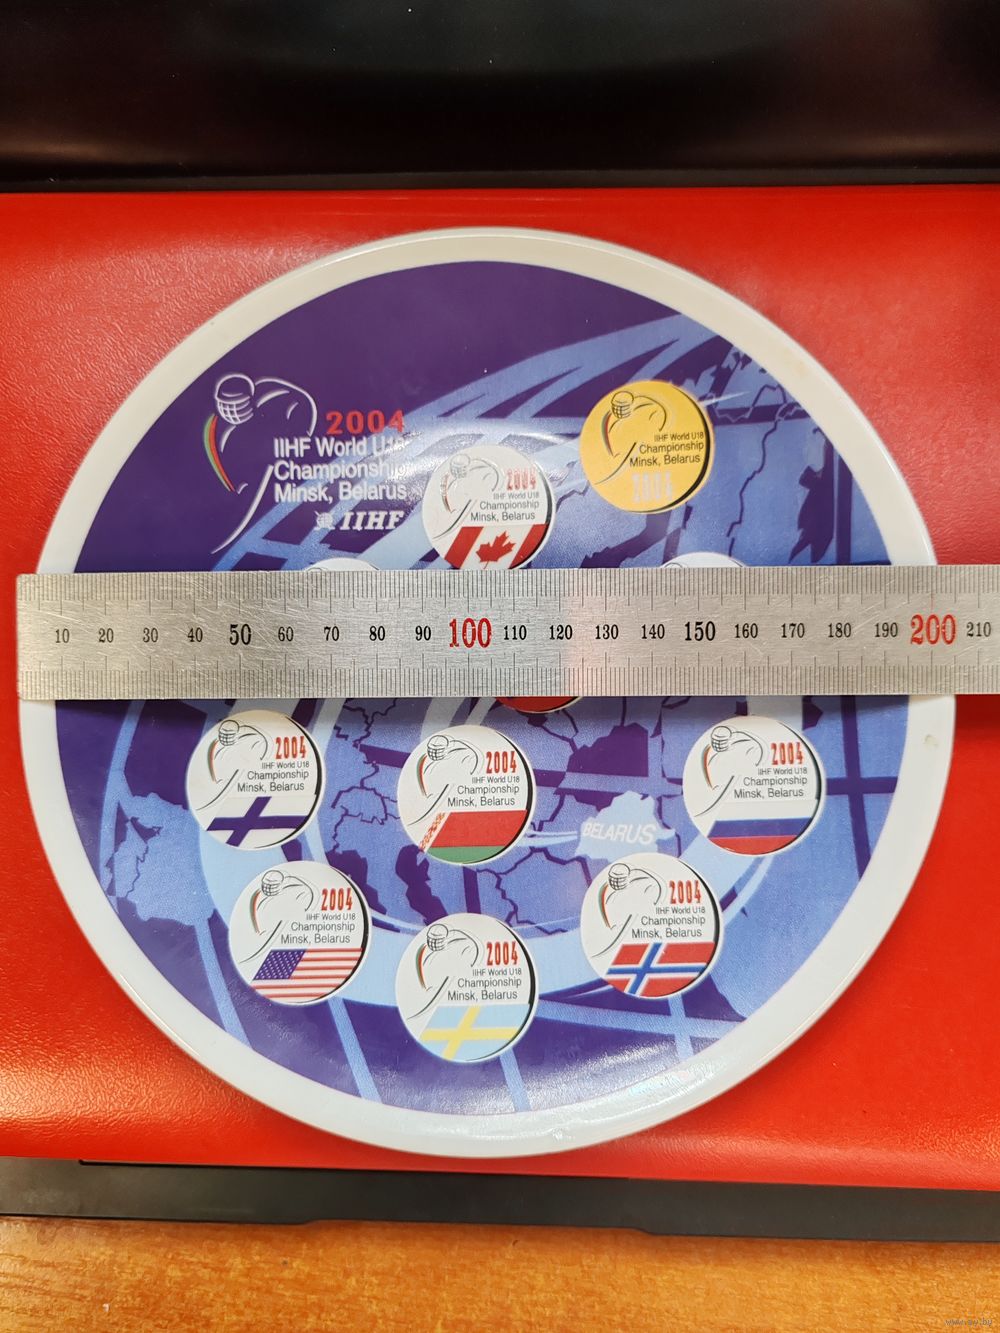 2004
IIHF World U18
Championship
Minsk, Belarus
IIHF
IIHF World U18
Championship
Minsk, Belarus
2004
2004
IIHF World U18
Championship
Minsk, Belarus
10 20 30 40 50 60 70 80 90 100 110 120 130 140 150 160 170 180 190 200 210
2004
IIHF World U18
Championship
Minsk, Belarus
2004
IIHF World U18
Championship
Minsk, Belarus
2004
IIHF World U18
Championship
Minsk, Belarus
BELARUS
2004
IIHF World U18
Championship
Minsk, Belarus
2004
IIHF World U18
Championship
Minsk, Belarus
2004
IIHF World U18
Championship
Minsk, Belarus